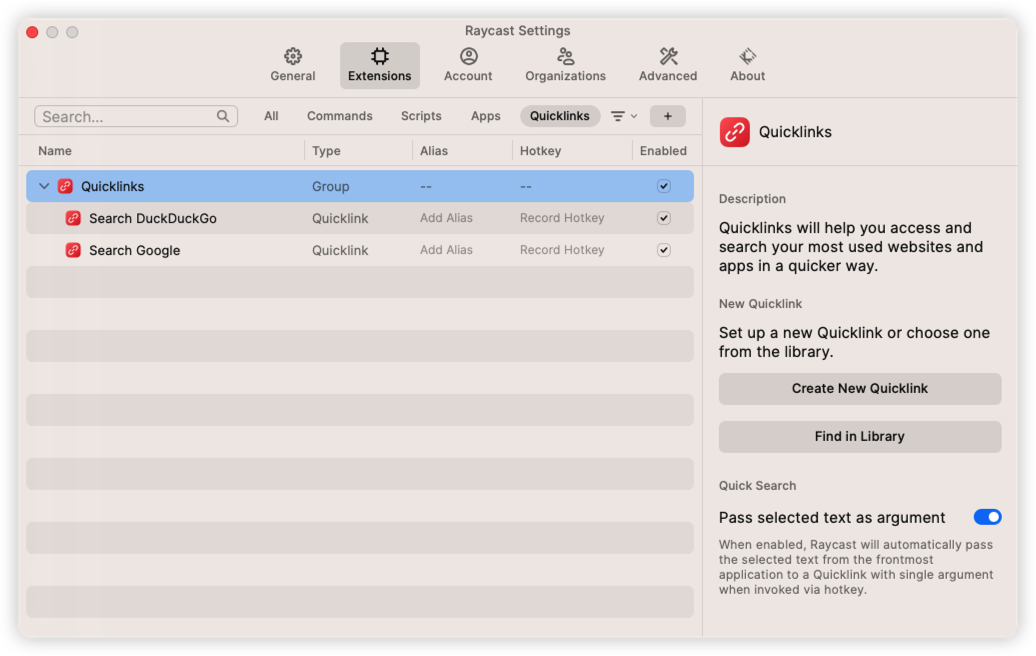 Raycast Settings
General
Extensions
Account
Organizations
Advanced
About
Search...
All
Commands
Scripts
Apps
Quicklinks
+
Name
Type
Alias
Hotkey
Enabled
Quicklinks Group -- --
Search DuckDuckGo Quicklink Add Alias Record Hotkey
Search Google Quicklink Add Alias Record Hotkey
Quicklinks
Description
Quicklinks will help you access and
search your most used websites and
apps in a quicker way.
New Quicklink
Set up a new Quicklink or choose one
from the library.
Create New Quicklink
Find in Library
Quick Search
Pass selected text as argument
When enabled, Raycast will automatically pass
the selected text from the frontmost
application to a Quicklink with single argument
when invoked via hotkey.